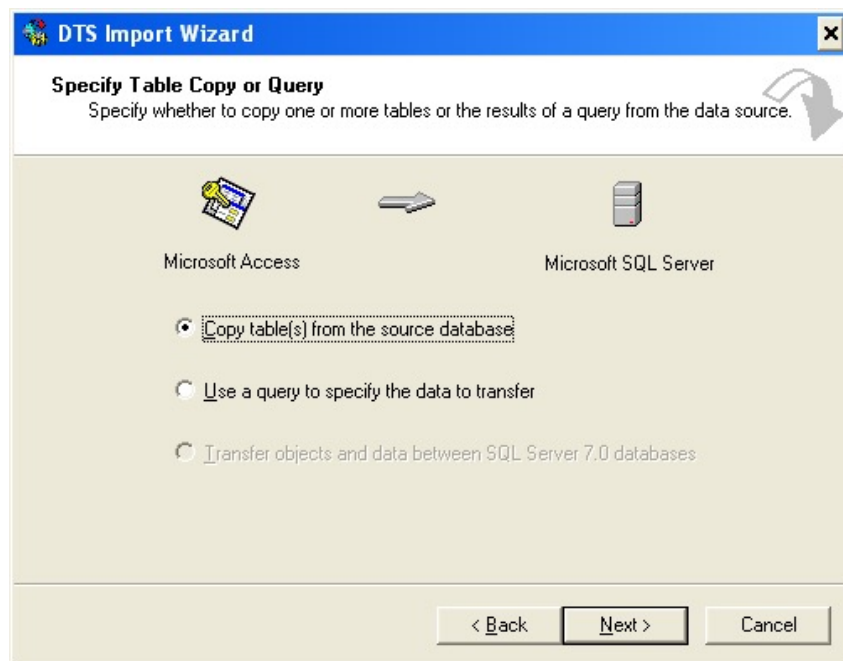 DTS Import Wizard
Specify Table Copy or Query
Specify whether to copy one or more tables or the results of a query from the data source.
Microsoft Access
Microsoft SQL Server
Copy table(s) from the source database
Use a query to specify the data to transfer
Transfer objects and data between SQL Server 7.0 databases
< Back Next > Cancel